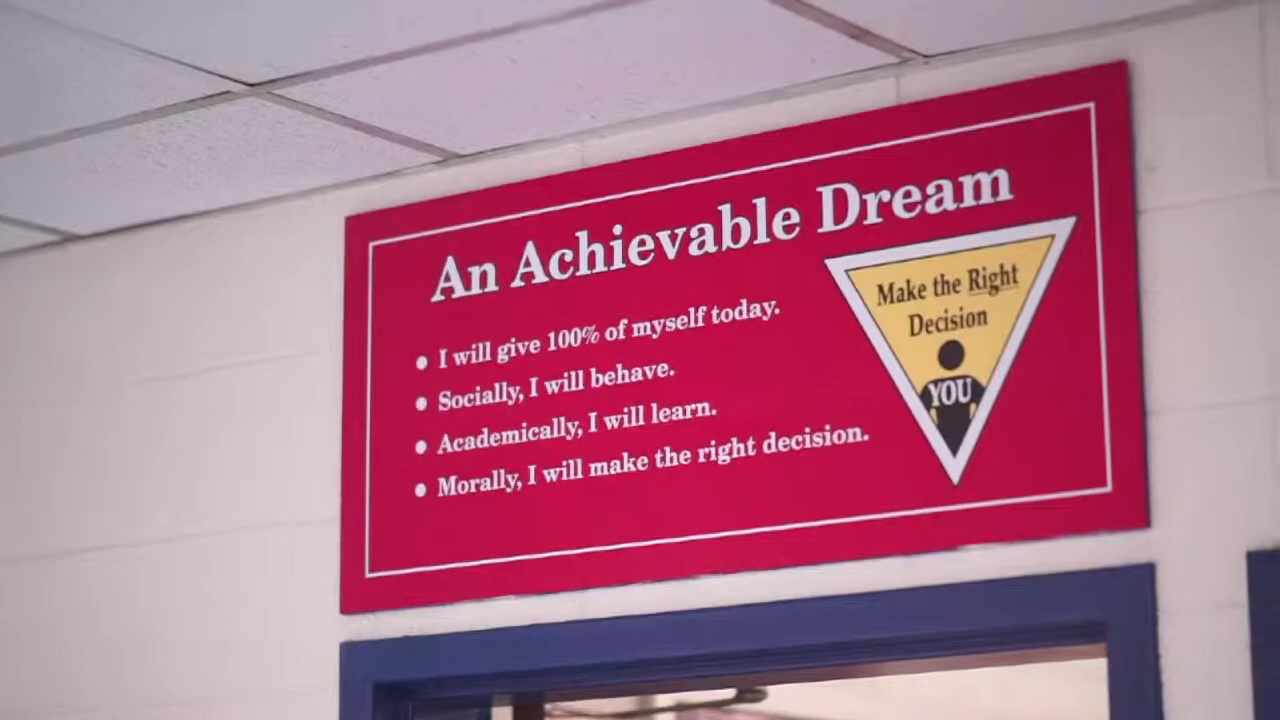 An Achievable Dream
• I will give 100% of myself today.
• Socially, I will behave.
• Academically, I will learn.
• Morally, I will make the right decision.
Make the Right
Decision
YOU